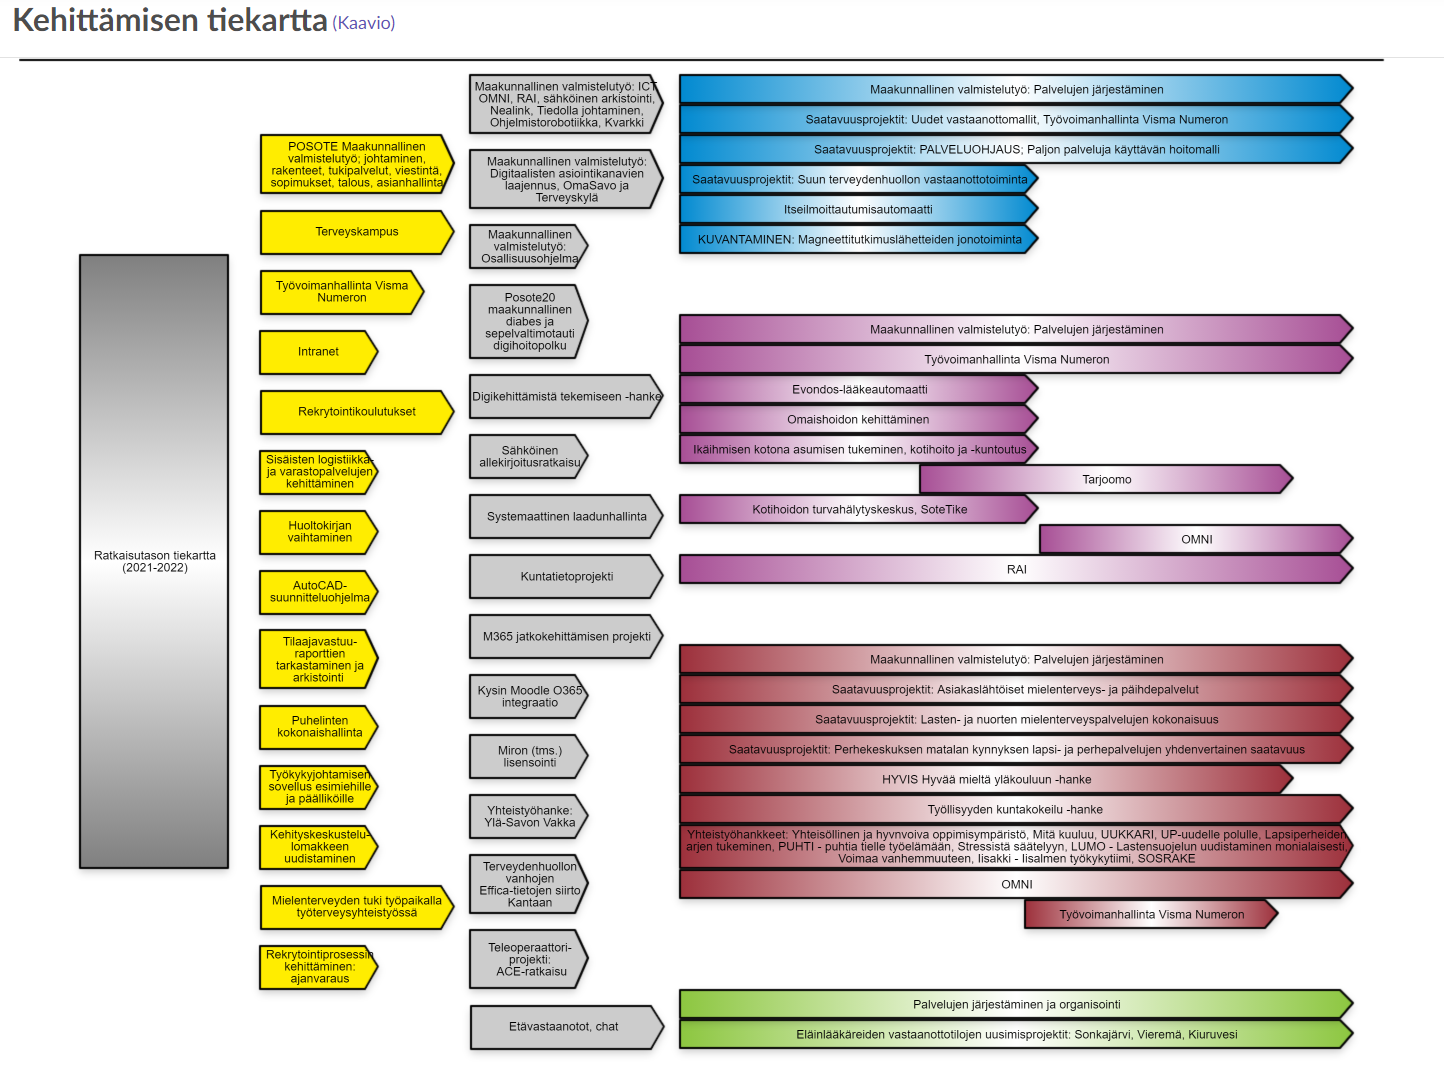 Kehittämisen tiekartta (Kaavio)
Ratkaisutason tiekartta
(2021-2022)
POSOTE Maakunnallinen
valmistelutyö; johtaminen,
rakenteet, tukipalvelut, viestintä,
sopimukset, talous, asianhallinta
Terveyskampus
Työvoimanhallinta Visma
Numeron
Intranet
Rekrytointikoulutukset
Sisäisten logistiikka-
ja varastopalvelujen
kehittäminen
Huoltokirjan
vaihtaminen
AutoCAD-
suunnitteluohjelma
Tilaajavastuu-
raporttien
tarkastaminen ja
arkistointi
Puhelinten
kokonaishallinta
Työkykyjohtamisen
sovellus esimiehille
ja päälliköille
Kehityskeskustelu-
lomakkeen
uudistaminen
Mielenterveyden tuki työpaikalla
työterveysyhteistyössä
Rekrytointiprosessin
kehittäminen:
ajanvaraus
Maakunnallinen valmistelutyö: ICT
OMNI, RAI, sähköinen arkistointi,
Nealink, Tiedolla johtaminen,
Ohjelmistorobotiikka, Kvarkki
Maakunnallinen valmistelutyö:
Digitaalisten asiointikanavien
laajennus, OmaSavo ja
Terveyskylä
Maakunnallinen
valmistelutyö:
Osallisuusohjelma
Posote20
maakunnallinen
diabes ja
sepelvaltimotauti
digihoitopolku
Digikehittämistä tekemiseen -hanke
Sähköinen
allekirjoitusratkaisu
Systemaattinen laadunhallinta
Kuntatietoprojekti
M365 jatkokehittämisen projekti
Kysin Moodle O365
integraatio
Miron (tms.)
lisensointi
Yhteistyöhanke:
Ylä-Savon Vakka
Terveydenhuollon
vanhojen
Effica-tietojen siirto
Kantaan
Teleoperaattori-
projekti:
ACE-ratkaisu
Etävastaanotot, chat
Maakunnallinen valmistelutyö: Palvelujen järjestäminen
Saatavuusprojektit: Uudet vastaanottomallit, Työvoimanhallinta Visma Numeron
Saatavuusprojektit: PALVELUOHJAUS; Paljon palveluja käyttävän hoitomalli
Saatavuusprojektit: Suun terveydenhuollon vastaanottotoiminta
Itseilmoittautumisautomaatti
KUVANTAMINEN: Magneettitutkimuslähetteiden jonotoiminta
Maakunnallinen valmistelutyö: Palvelujen järjestäminen
Työvoimanhallinta Visma Numeron
Evondos-lääkeautomaatti
Omaishoidon kehittäminen
Ikäihmisen kotona asumisen tukeminen, kotihoito ja -kuntoutus
Tarjoomo
Kotihoidon turvahälytyskeskus, SoteTike
OMNI
RAI
Maakunnallinen valmistelutyö: Palvelujen järjestäminen
Saatavuusprojektit: Asiakaslähtöiset mielenterveys- ja päihdepalvelut
Saatavuusprojektit: Lasten- ja nuorten mielenterveyspalvelujen kokonaisuus
Saatavuusprojektit: Perhekeskuksen matalan kynnyksen lapsi- ja perhepalvelujen yhdenvertainen saatavuus
HYVIS Hyvää mieltä yläkouluun -hanke
Työllisyyden kuntakokeilu -hanke
Yhteistyöhankkeet: Yhteisöllinen ja hyvnvoiva oppimisympäristö, Mitä kuuluu, UUKKARI, UP-uudelle polulle, Lapsiperheiden
arjen tukeminen, PUHTI - puhtia tielle työelämään, Stressistä säätelyyn, LUMO - Lastensuojelun uudistaminen monialaisesti,
Voimaa vanhemmuuteen, Iisakki - Iisalmen työkykytiimi, SOSRAKE
OMNI
Työvoimanhallinta Visma Numeron
Palvelujen järjestäminen ja organisointi
Eläinlääkäreiden vastaanottotilojen uusimisprojektit: Sonkajärvi, Vieremä, Kiuruvesi